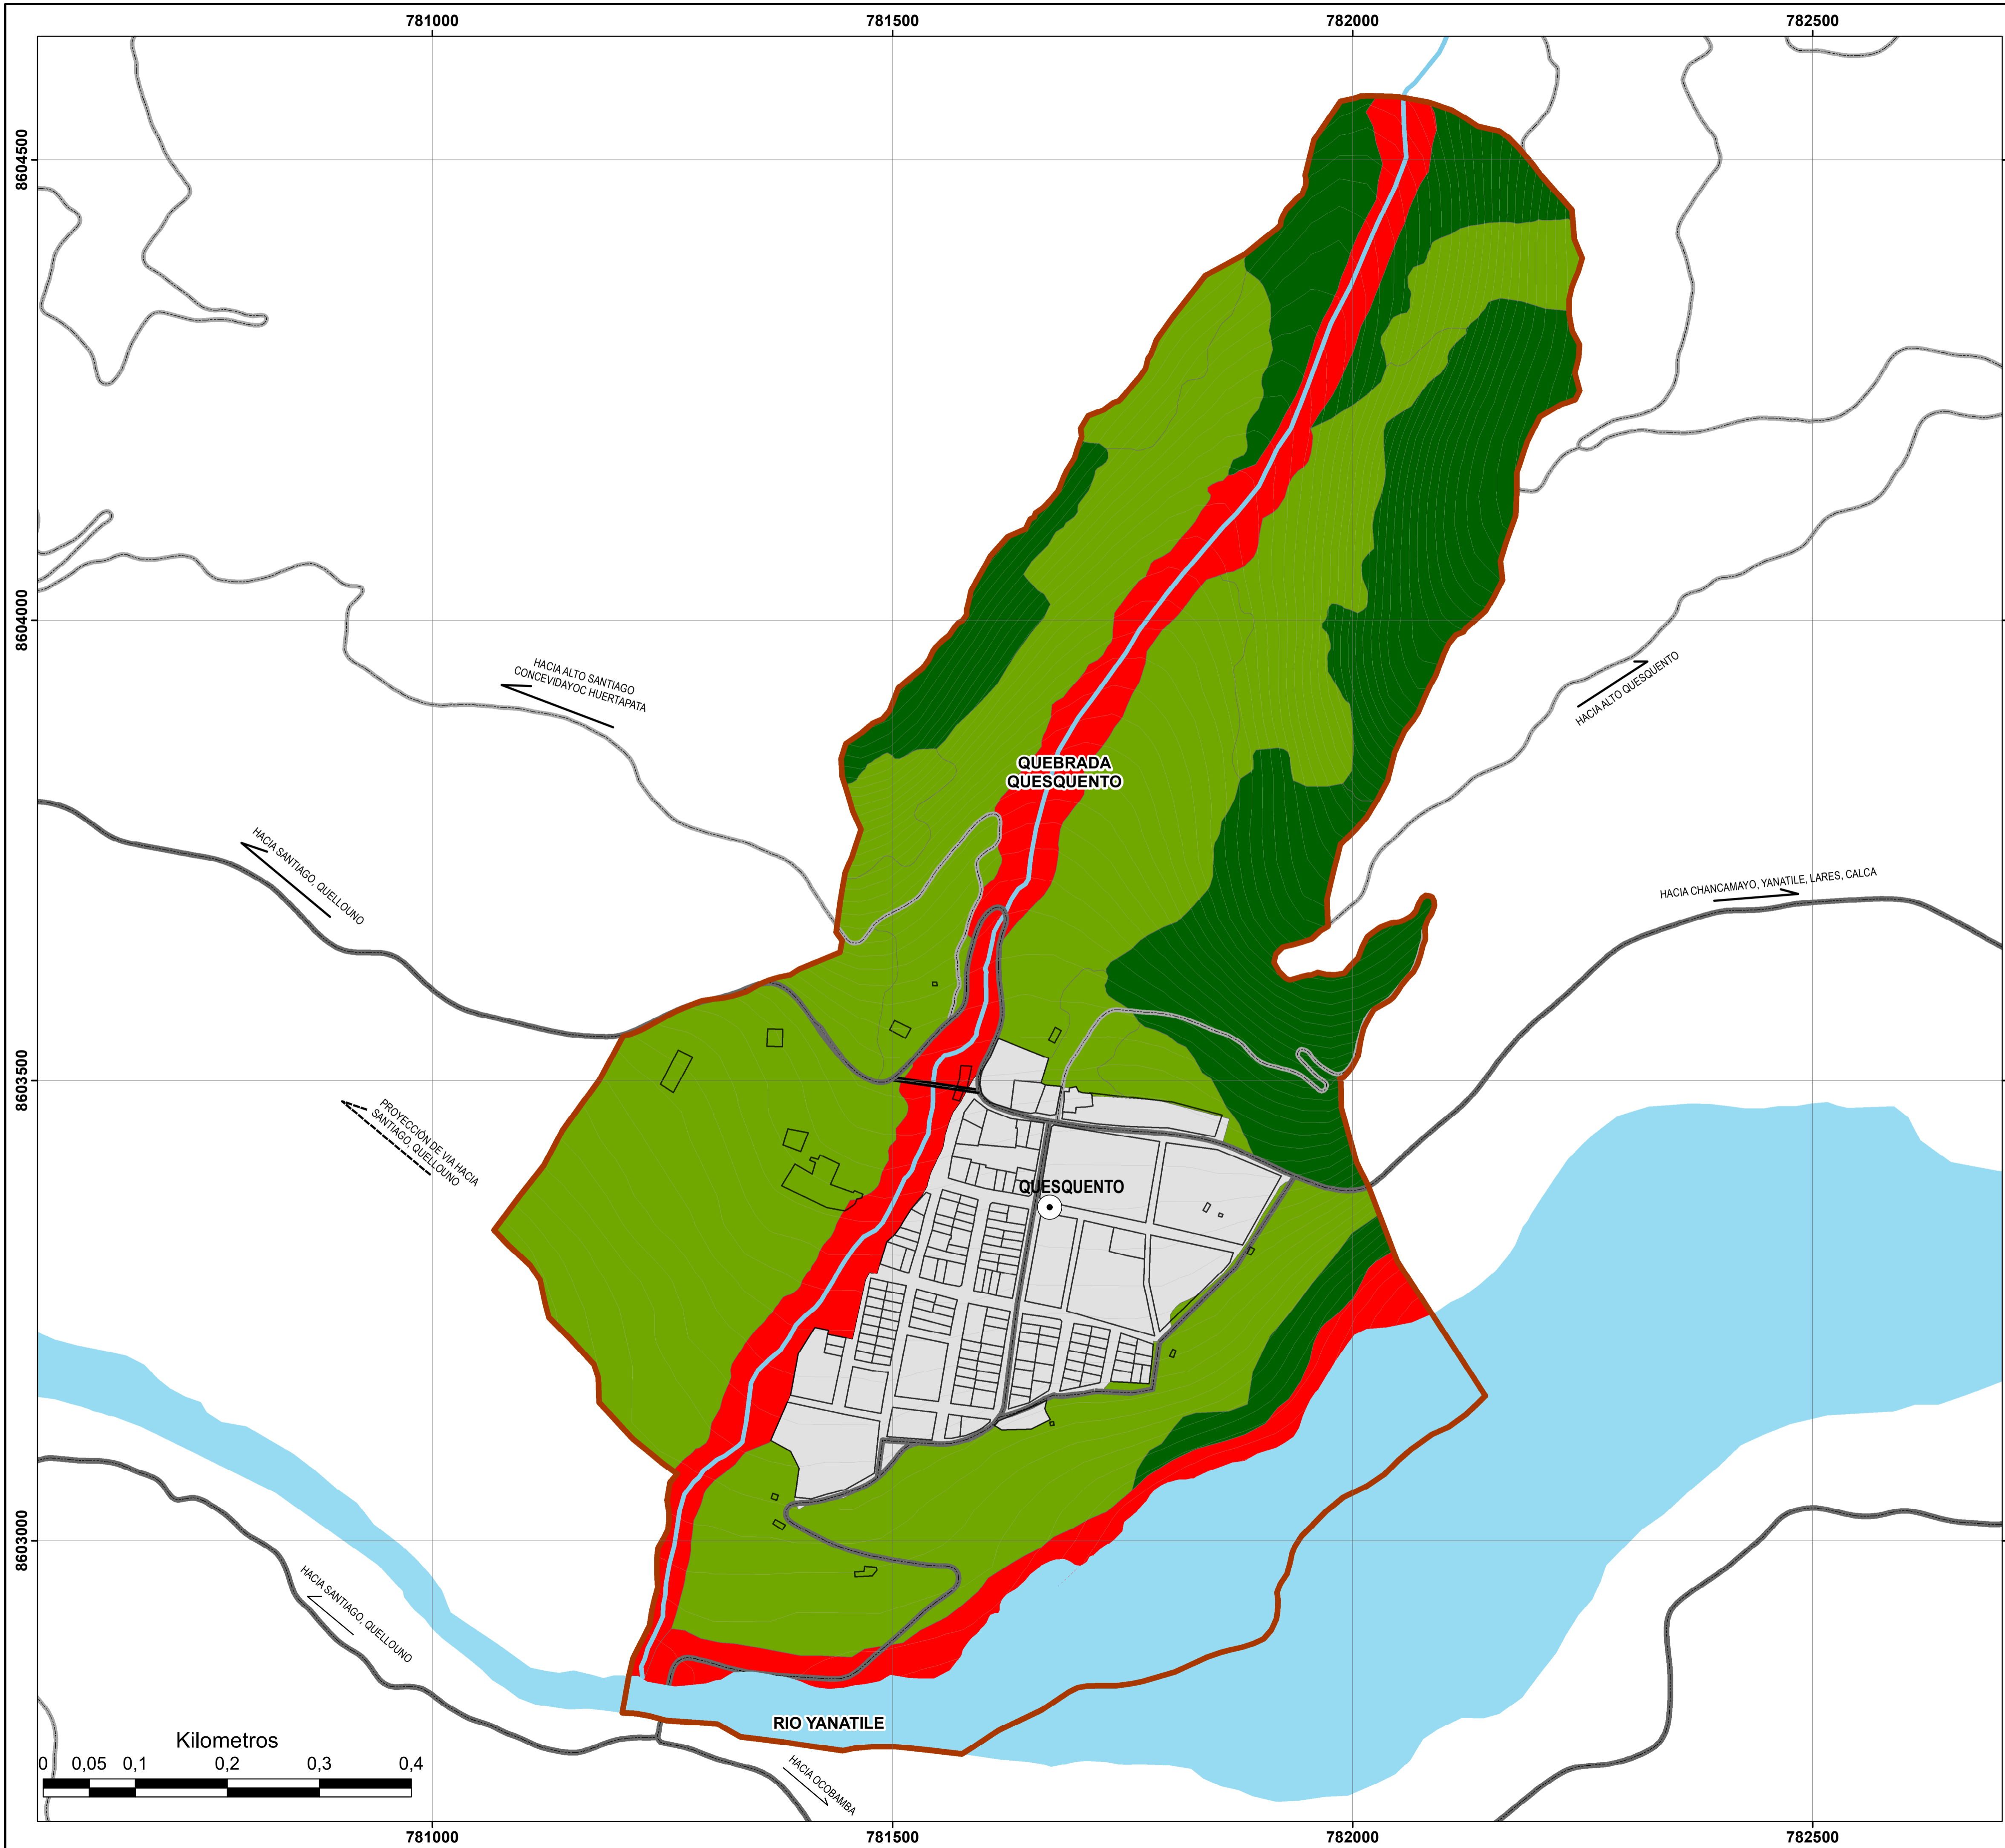 781000
781500
782000
782500
8604500
8604000
8603500
8603000
HACIA ALTO SANTIAGO
CONCEVIDAYOC HUERTAPATA
HACIA ALTO QUESQUENTO
QUEBRADA
QUESQUENTO
HACIA SANTIAGO, QUELLOUNO
HACIA CHANCAMAYO, YANATILE, LARES, CALCA
PROYECCIÓN DE VIA HACIA
SANTIAGO, QUELLOUNO
QUESQUENTO
HACIA SANTIAGO, QUELLOUNO
RIO YANATILE
HACIA OCOBAMBA
Kilometros
0 0,05 0,1 0,2 0,3 0,4
781000
781500
782000
782500